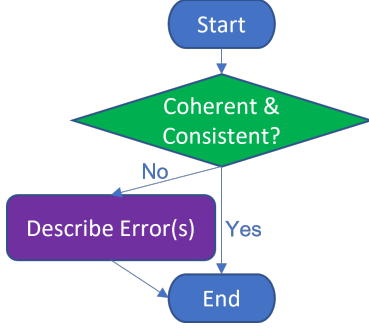 Start
Coherent &
Consistent?
No
Describe Error(s)
Yes
End